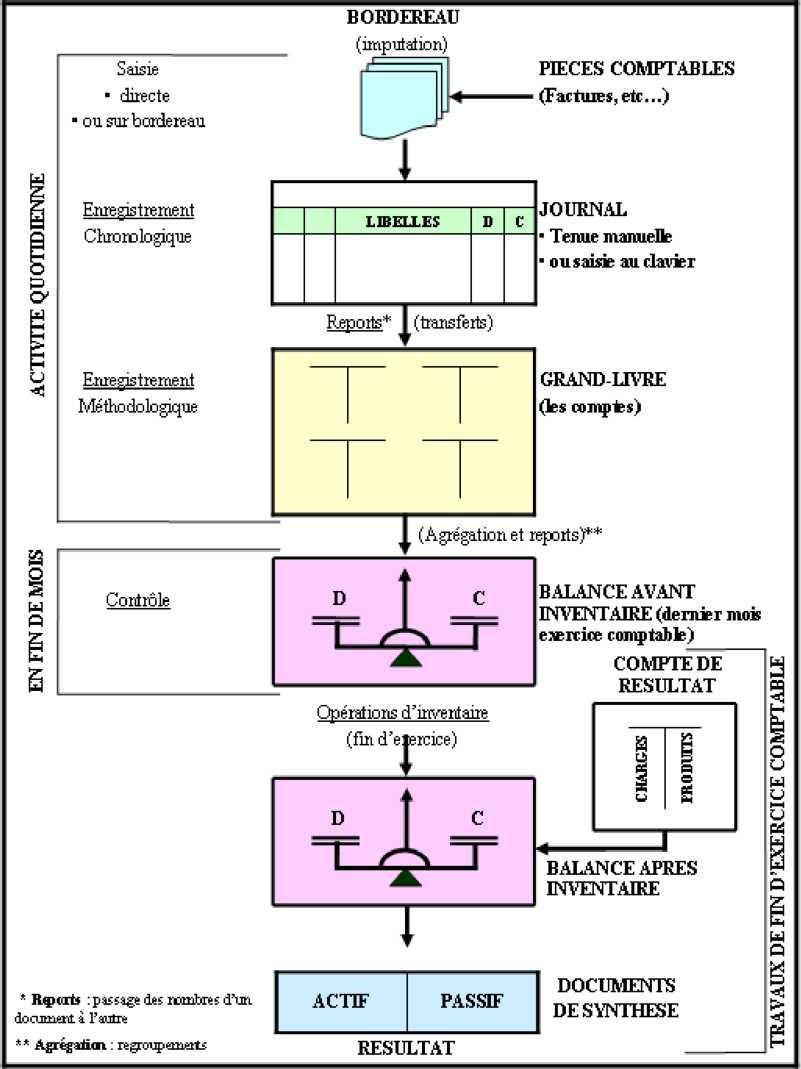 BORDEREAU
(imputation)
Saisie
▪ directe
▪ ou sur bordereau
PIECES COMPTABLES
(Factures, etc…)
ACTIVITE QUOTIDIENNE
Enregistrement
Chronologique
LIBELLES D C
JOURNAL
▪ Tenue manuelle
▪ ou saisie au clavier
Reports* (transferts)
Enregistrement
Méthodologique
GRAND-LIVRE
(les comptes)
(Agrégation et reports)**
EN FIN DE MOIS
Contrôle
D C
BALANCE AVANT
INVENTAIRE (dernier mois
exercice comptable)
COMPTE DE
RESULTAT
CHARGES
PRODUITS
Opérations d’inventaire
(fin d’exercice)
D C
BALANCE APRES
INVENTAIRE
TRAVAUX DE FIN D’EXERCICE COMPTABLE
ACTIF PASSIF
DOCUMENTS
DE SYNTHESE
RESULTAT
* Reports : passage des nombres d’un
document à l’autre
** Agrégation : regroupements